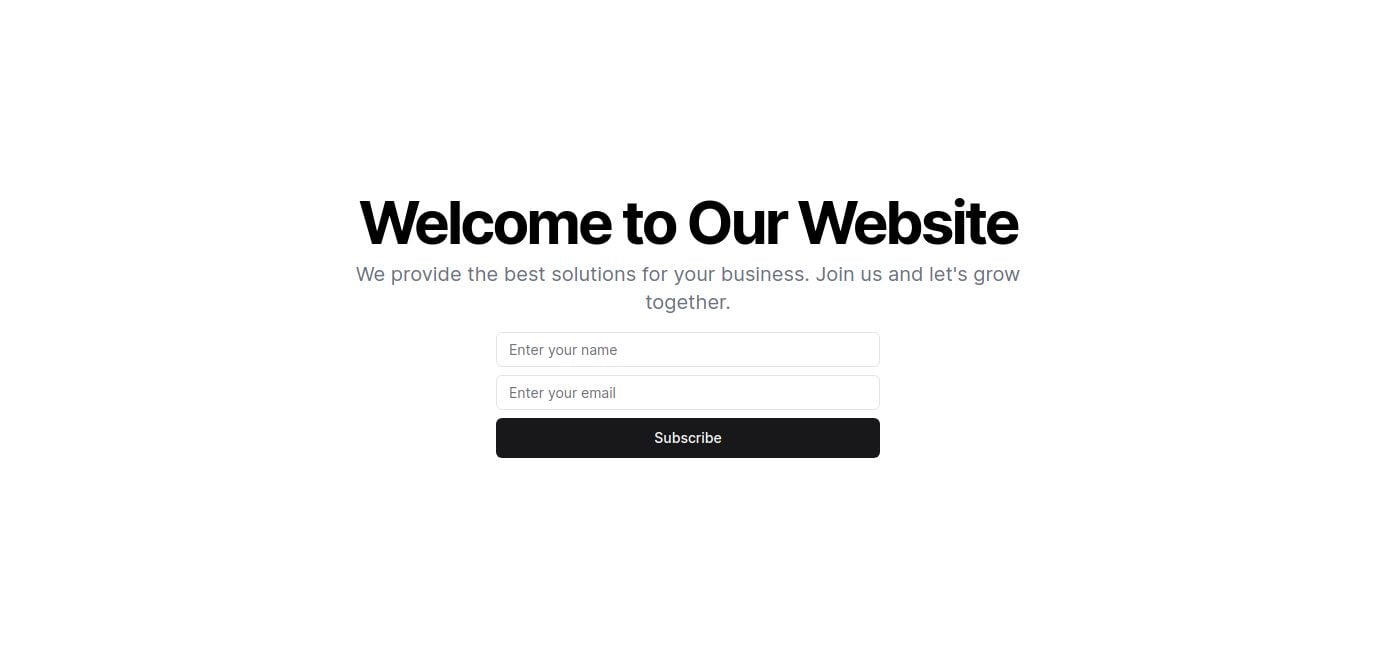 Welcome to Our Website
We provide the best solutions for your business. Join us and let's grow
together.
Enter your name
Enter your email
Subscribe